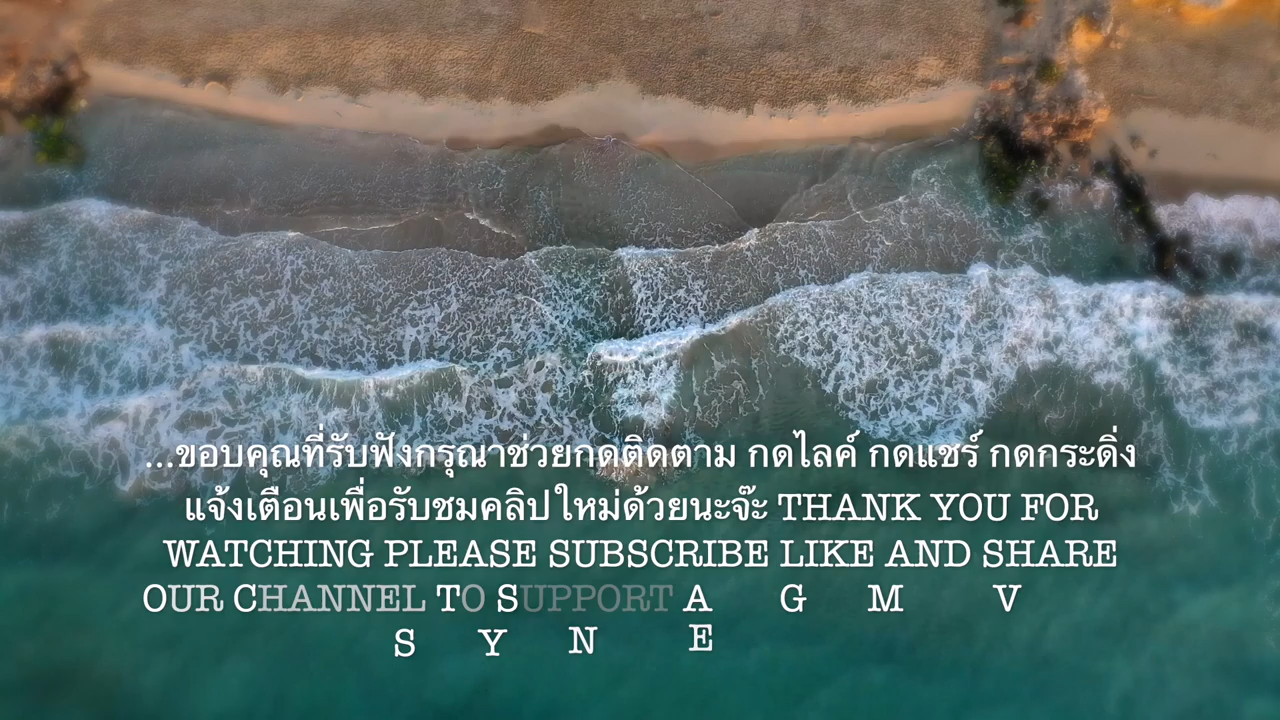 ...ขอบคุณที่รับฟังกรุณาช่วยกดติดตาม กดไลค์ กดแชร์ กดกระดิ่ง
แจ้งเตือนเพื่อรับชมคลิปใหม่ด้วยนะจ๊ะ THANK YOU FOR
WATCHING PLEASE SUBSCRIBE LIKE AND SHARE
OUR CHANNEL TO SUPPORT A G M V
S Y N E